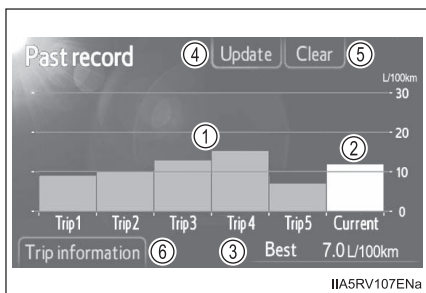 Past record ④ Update Clear ⑤
L/100km
30
20
①
②
10
0
Trip1 Trip2 Trip3 Trip4 Trip5 Current
Trip information ⑥ ③ Best 7.0 L/100km
IIA5RV107ENa